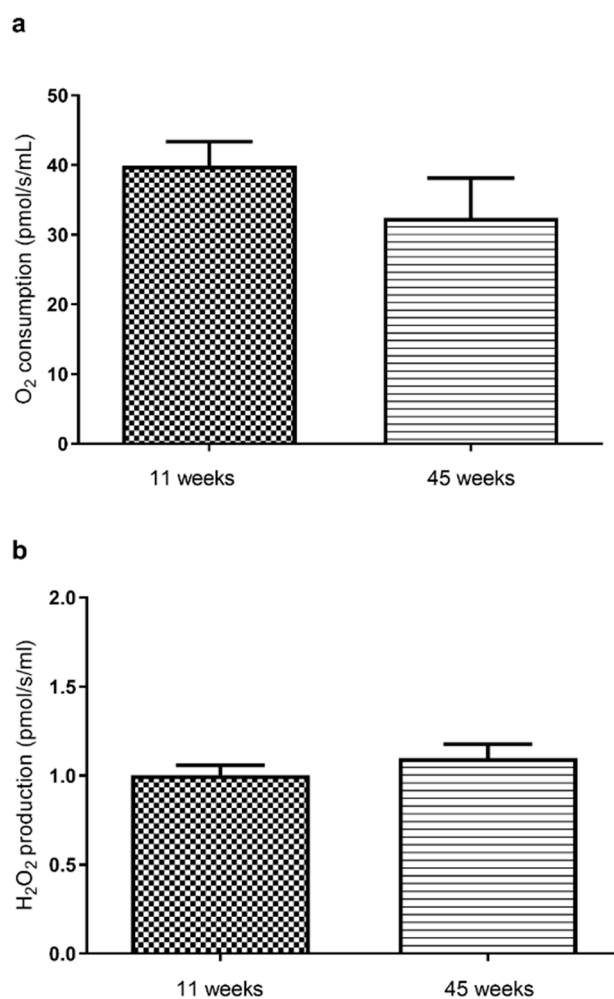 a
O₂ consumption (pmol/s/mL)
50
40
30
20
10
0
11 weeks 45 weeks
b
H₂O₂ production (pmol/s/ml)
2.0
1.5
1.0
0.5
0.0
11 weeks 45 weeks